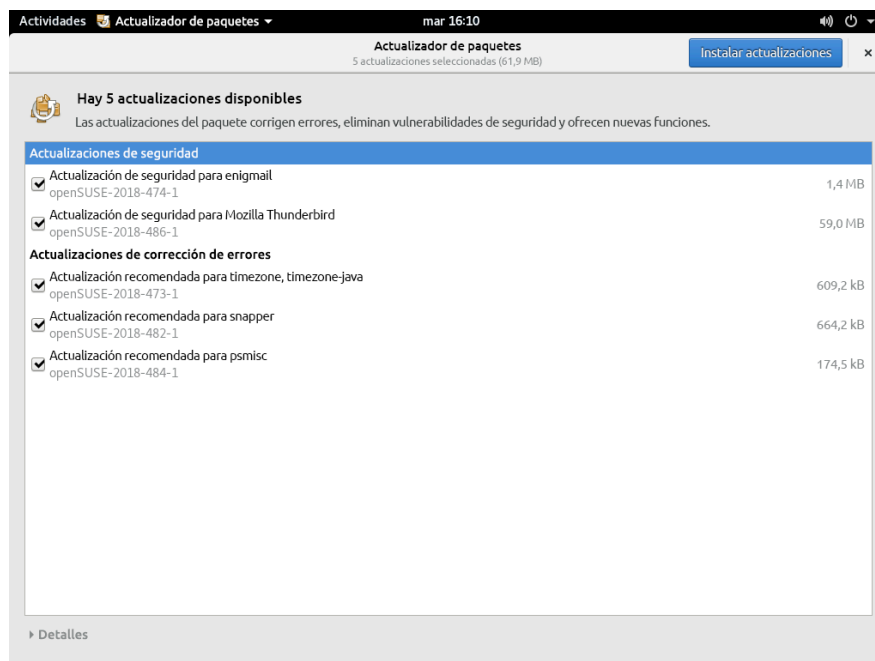 Actividades Actualizador de paquetes mar 16:10
Actualizador de paquetes
5 actualizaciones seleccionadas (61,9 MB)
Instalar actualizaciones
Hay 5 actualizaciones disponibles
Las actualizaciones del paquete corrigen errores, eliminan vulnerabilidades de seguridad y ofrecen nuevas funciones.
Actualizaciones de seguridad
Actualización de seguridad para enigmail
openSUSE-2018-474-1
1,4 MB
Actualización de seguridad para Mozilla Thunderbird
openSUSE-2018-486-1
59,0 MB
Actualizaciones de corrección de errores
Actualización recomendada para timezone, timezone-java
openSUSE-2018-473-1
609,2 kB
Actualización recomendada para snapper
openSUSE-2018-482-1
664,2 kB
Actualización recomendada para psmisc
openSUSE-2018-484-1
174,5 kB
Detalles